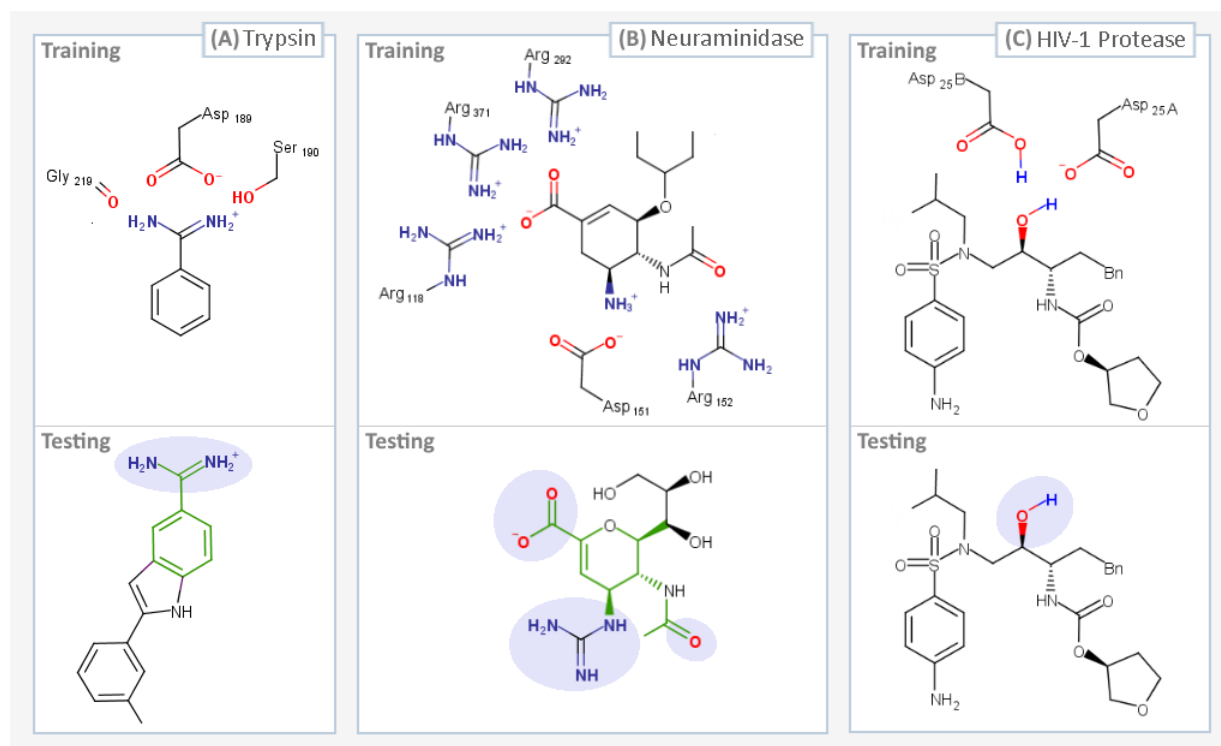 (A) Trypsin
Training
Asp 189
Ser 190
Gly 219
O
O⁻
HO
H₂N
NH₂⁺
Testing
H₂N
NH₂⁺
NH
(B) Neuraminidase
Training
Arg 292
HN
NH₂
NH₂⁺
Arg 371
HN
NH₂
NH₂⁺
H₂N
NH₂⁺
NH
Arg 118
O
O⁻
O
N
H
O
NH₃⁺
O
O⁻
Asp 151
NH₂⁺
HN
NH₂
Arg 152
Testing
O
O⁻
O
HO
OH
OH
NH
O
H₂N
NH
NH
(C) HIV-1 Protease
Training
Asp 25B
Asp 25A
O
O
H
⁻O
O
O
H
O
O
S
N
Bn
HN
O
O
NH₂
O
Testing
O
H
O
O
S
N
Bn
HN
O
O
NH₂
O